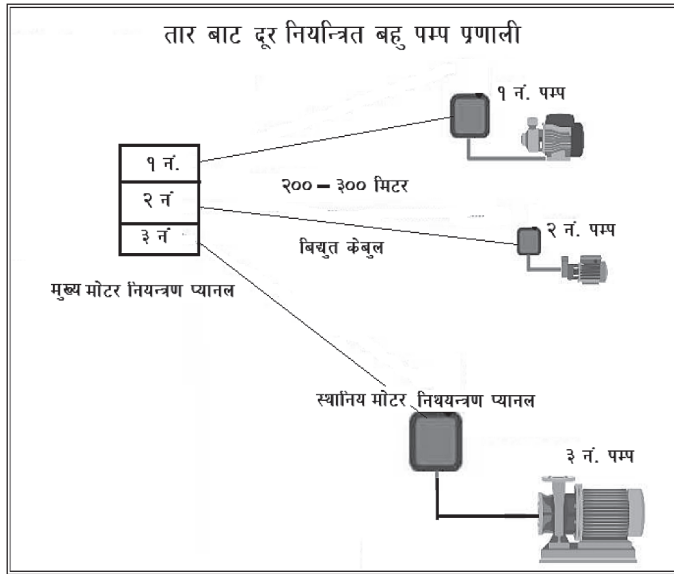 तार बाट दूर नियन्त्रित बहु पम्प प्रणाली
१ नं. पम्प
१ नं.
२ नं
३ नं
२०० – ३०० मिटर
२ नं. पम्प
बिद्युत केबुल
मुख्य मोटर नियन्त्रण प्यानल
स्थानिय मोटर निथयन्त्रण प्यानल
३ नं. पम्प